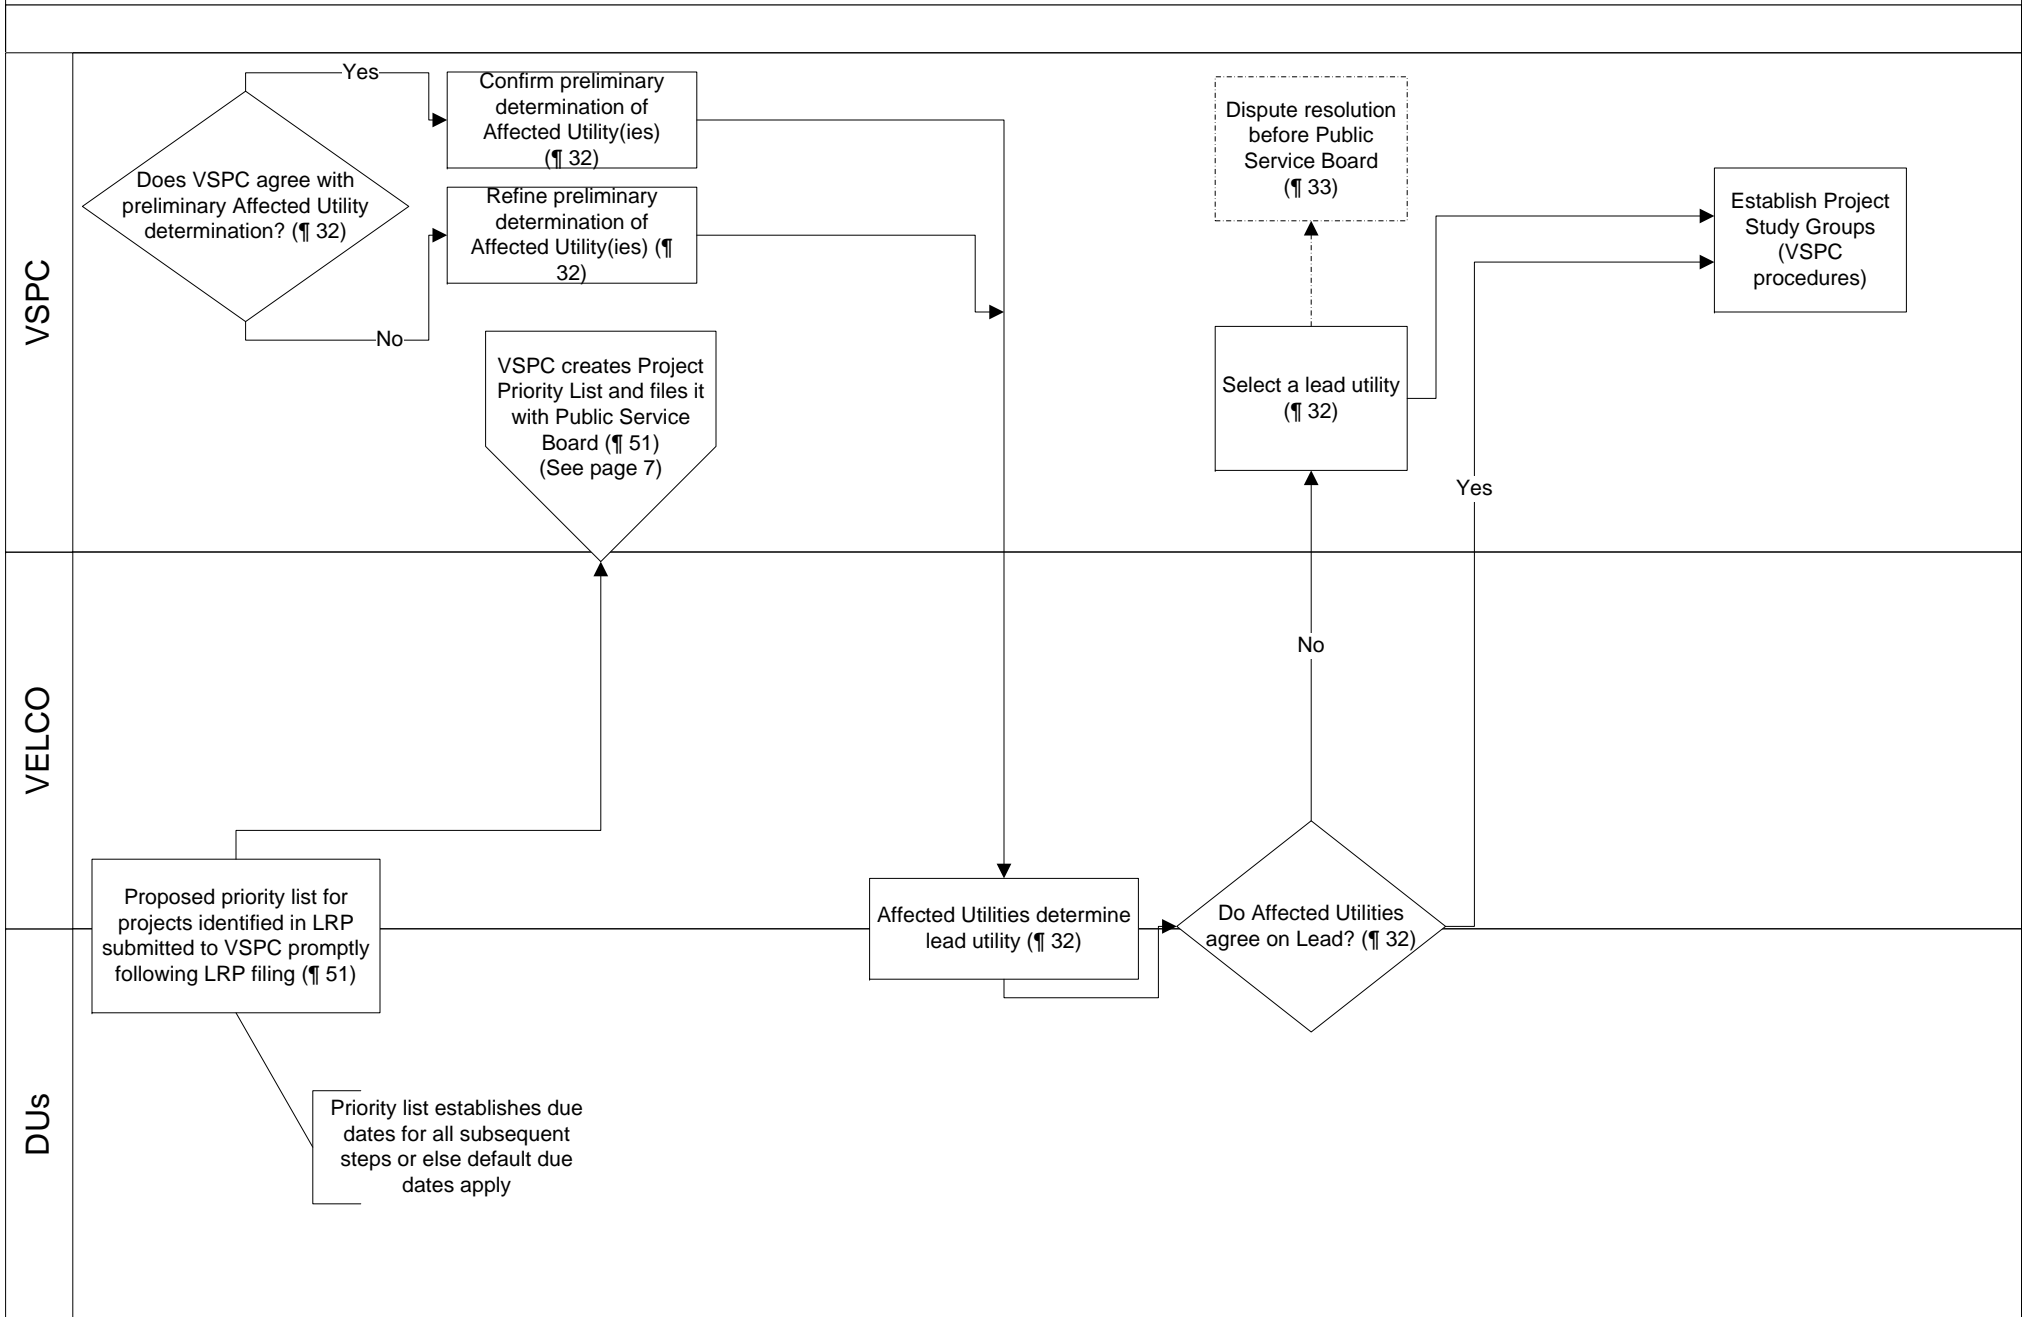 VSPC
Yes
Does VSPC agree with
preliminary Affected Utility
determination? (¶ 32)
No
Confirm preliminary
determination of
Affected Utility(ies)
(¶ 32)
Refine preliminary
determination of
Affected Utility(ies) (¶
32)
VSPC creates Project
Priority List and files it
with Public Service
Board (¶ 51)
(See page 7)
Dispute resolution
before Public
Service Board
(¶ 33)
Select a lead utility
(¶ 32)
Establish Project
Study Groups
(VSPC
procedures)
Yes
No
VELCO
Proposed priority list for
projects identified in LRP
submitted to VSPC promptly
following LRP filing (¶ 51)
Affected Utilities determine
lead utility (¶ 32)
Do Affected Utilities
agree on Lead? (¶ 32)
DUs
Priority list establishes due
dates for all subsequent
steps or else default due
dates apply